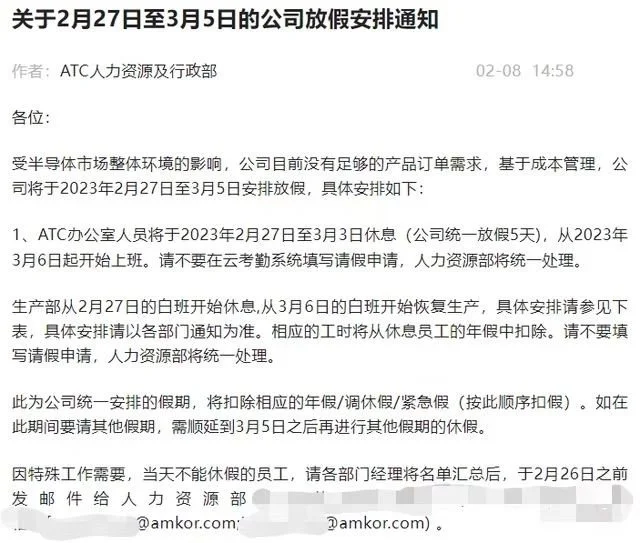 关于2月27日至3月5日的公司放假安排通知
作者: ATC人力资源及行政部 02-08 14:58
各位:
受半导体市场整体环境的影响，公司目前没有足够的产品订单需求，基于成本管理，公
司将于2023年2月27日至3月5日安排放假，具体安排如下：
1、ATC办公室人员将于2023年2月27日至3月3日休息（公司统一放假5天)，从2023年
3月6日起开始上班。请不要在云考勤系统填写请假申请，人力资源部将统一处理。
生产部从2月27日的白班开始休息,从3月6日的白班开始恢复生产，具体安排请参见下
表，具体安排请以各部门通知为准。相应的工时将从休息员工的年假中扣除。请不要填
写请假申请，人力资源部将统一处理。
此为公司统一安排的假期，将扣除相应的年假/调休假/紧急假（按此顺序扣假）。如在
此期间要请其他假期，需顺延到3月5日之后再进行其他假期的休假。
因特殊工作需要，当天不能休假的员工，请各部门经理将名单汇总后，于2月26日之前
发邮件给人力资源部
@amkor.com; @amkor.com) 。